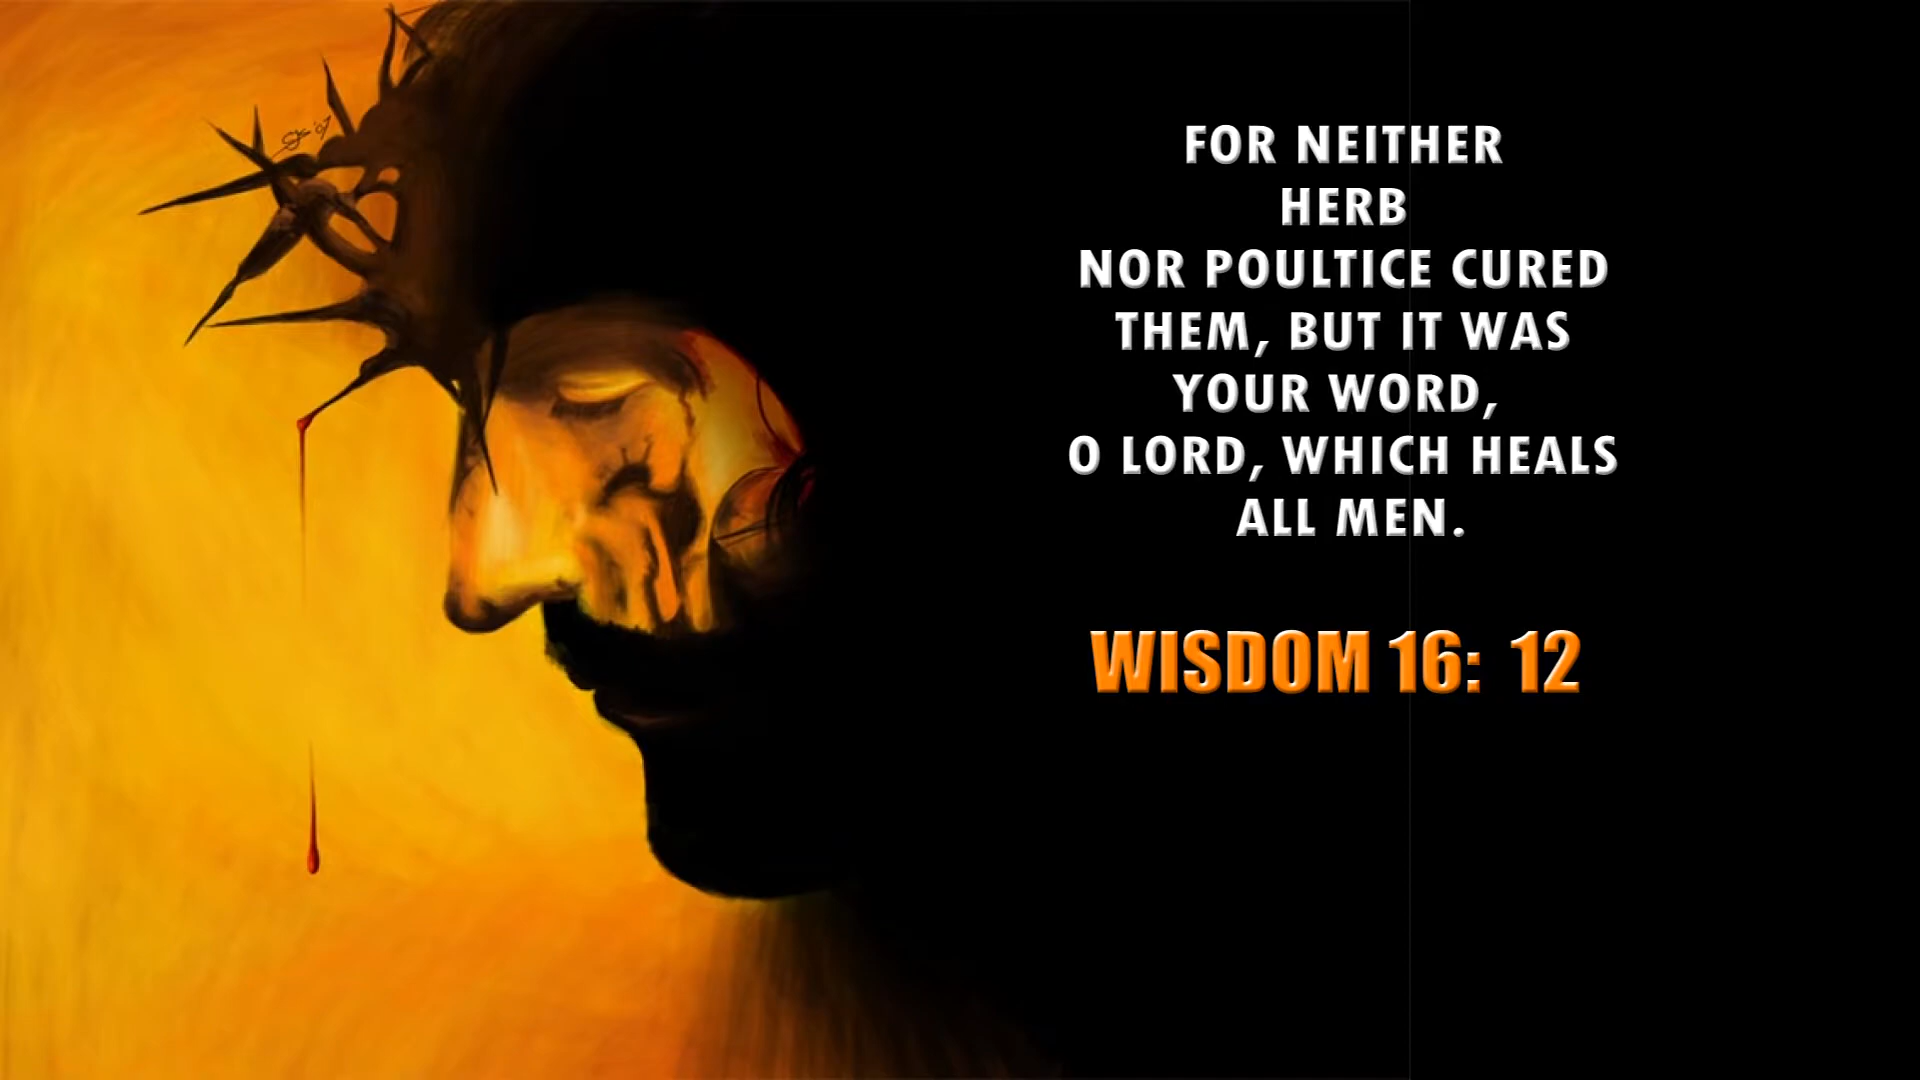 FOR NEITHER
HERB
NOR POULTICE CURED
THEM, BUT IT WAS
YOUR WORD,
O LORD, WHICH HEALS
ALL MEN.
WISDOM 16: 12